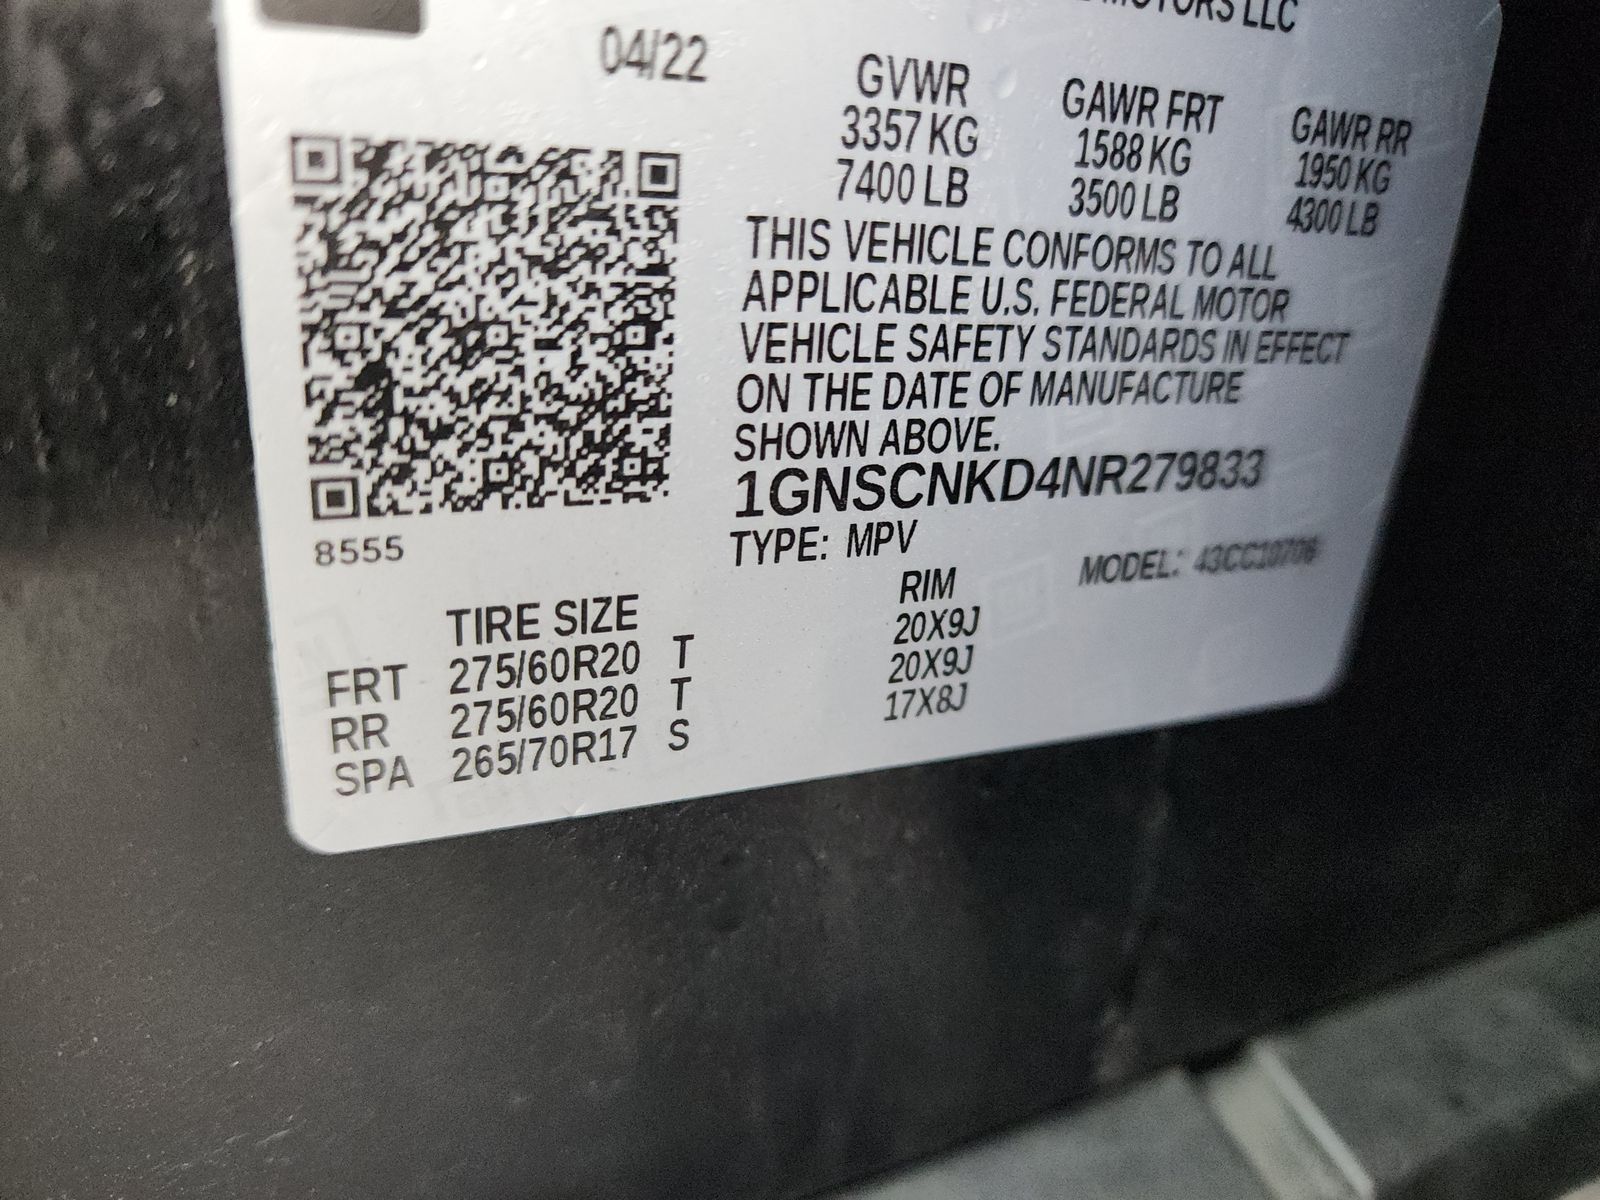 MOTORS LLC
04/22
GVWR GAWR FRT GAWR RR
3357 KG 1588 KG 1950 KG
7400 LB 3500 LB 4300 LB
THIS VEHICLE CONFORMS TO ALL
APPLICABLE U.S. FEDERAL MOTOR
VEHICLE SAFETY STANDARDS IN EFFECT
ON THE DATE OF MANUFACTURE
SHOWN ABOVE.
1GNSCNKD4NR279833
8555
TYPE: MPV MODEL:
TIRE SIZE RIM
FRT 275/60R20 T 20X9J
RR 275/60R20 T 20X9J
SPA 265/70R17 S 17X8J